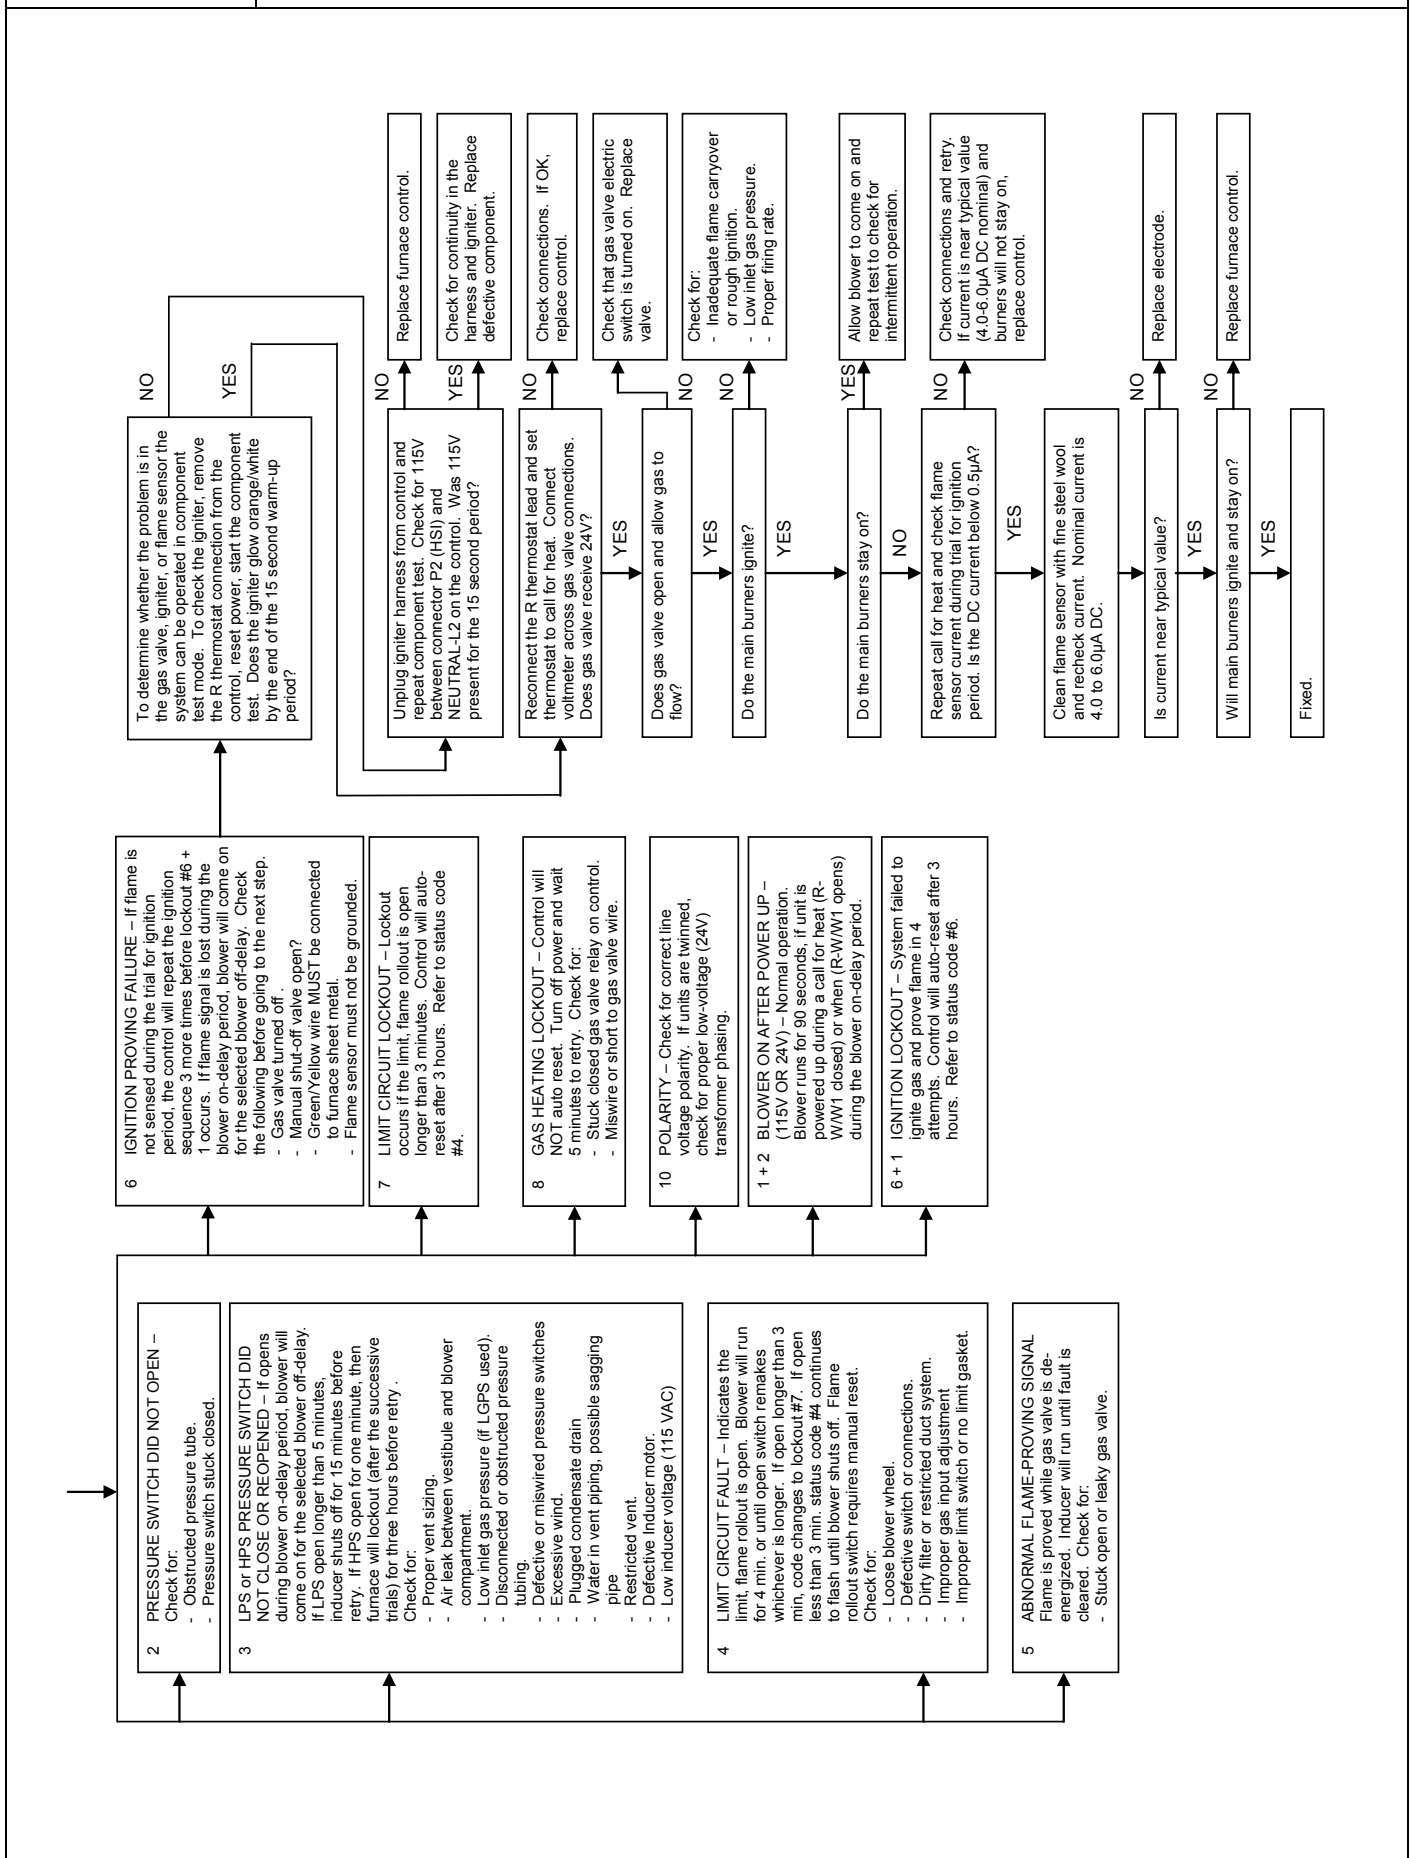 2 PRESSURE SWITCH DID NOT OPEN –
Check for:
- Obstructed pressure tube.
- Pressure switch stuck closed.
3 LPS or HPS PRESSURE SWITCH DID
NOT CLOSE OR REOPENED – If opens
during blower on-delay period, blower will
come on for the selected blower off-delay.
If LPS open longer than 5 minutes,
inducer shuts off for 15 minutes before
retry. If HPS open for one minute, then
furnace will lockout (after the successive
trials) for three hours before retry .
Check for:
- Proper vent sizing.
- Air leak between vestibule and blower
compartment.
- Low inlet gas pressure (if LGPS used).
- Disconnected or obstructed pressure
tubing.
- Defective or miswired pressure switches
- Excessive wind.
- Plugged condensate drain
- Water in vent piping, possible sagging
pipe
- Restricted vent.
- Defective Inducer motor.
- Low inducer voltage (115 VAC)
4 LIMIT CIRCUIT FAULT – Indicates the
limit, flame rollout is open. Blower will run
for 4 min. or until open switch remakes
whichever is longer. If open longer than 3
min, code changes to lockout #7. If open
less than 3 min. status code #4 continues
to flash until blower shuts off. Flame
rollout switch requires manual reset.
Check for:
- Loose blower wheel.
- Defective switch or connections.
- Dirty filter or restricted duct system.
- Improper gas input adjustment
- Improper limit switch or no limit gasket.
5 ABNORMAL FLAME-PROVING SIGNAL
Flame is proved while gas valve is de-
energized. Inducer will run until fault is
cleared. Check for:
- Stuck open or leaky gas valve.
6 IGNITION PROVING FAILURE – If flame is
not sensed during the trial for ignition
period, the control will repeat the ignition
sequence 3 more times before lockout #6 +
1 occurs. If flame signal is lost during the
blower on-delay period, blower will come on
for the selected blower off-delay. Check
the following before going to the next step.
- Gas valve turned off .
- Manual shut-off valve open?
- Green/Yellow wire MUST be connected
to furnace sheet metal.
- Flame sensor must not be grounded.
7 LIMIT CIRCUIT LOCKOUT – Lockout
occurs if the limit, flame rollout is open
longer than 3 minutes. Control will auto-
reset after 3 hours. Refer to status code
#4.
8 GAS HEATING LOCKOUT – Control will
NOT auto reset. Turn off power and wait
5 minutes to retry. Check for:
- Stuck closed gas valve relay on control.
- Miswire or short to gas valve wire.
10 POLARITY – Check for correct line
voltage polarity. If units are twinned,
check for proper low-voltage (24V)
transformer phasing.
1 + 2 BLOWER ON AFTER POWER UP –
(115V OR 24V) – Normal operation.
Blower runs for 90 seconds, if unit is
powered up during a call for heat (R-
W/W1 closed) or when (R-W/W1 opens)
during the blower on-delay period.
6 + 1 IGNITION LOCKOUT – System failed to
ignite gas and prove flame in 4
attempts. Control will auto-reset after 3
hours. Refer to status code #6.
To determine whether the problem is in
the gas valve, igniter, or flame sensor the
system can be operated in component
test mode. To check the igniter, remove
the R thermostat connection from the
control, reset power, start the component
test. Does the igniter glow orange/white
by the end of the 15 second warm-up
period?
NO
YES
Unplug igniter harness from control and
repeat component test. Check for 115V
between connector P2 (HSI) and
NEUTRAL-L2 on the control. Was 115V
present for the 15 second period?
NO
Replace furnace control.
YES
Check for continuity in the
harness and igniter. Replace
defective component.
Reconnect the R thermostat lead and set
thermostat to call for heat. Connect
voltmeter across gas valve connections.
Does gas valve receive 24V?
NO
Check connections. If OK,
replace control.
YES
Does gas valve open and allow gas to
flow?
NO
Check that gas valve electric
switch is turned on. Replace
valve.
YES
Do the main burners ignite?
NO
Check for:
- Inadequate flame carryover
or rough ignition.
- Low inlet gas pressure.
- Proper firing rate.
YES
Do the main burners stay on?
YES
Allow blower to come on and
repeat test to check for
intermittent operation.
NO
Repeat call for heat and check flame
sensor current during trial for ignition
period. Is the DC current below 0.5µA?
NO
Check connections and retry.
If current is near typical value
(4.0-6.0µA DC nominal) and
burners will not stay on,
replace control.
YES
Clean flame sensor with fine steel wool
and recheck current. Nominal current is
4.0 to 6.0µA DC.
Is current near typical value?
NO
Replace electrode.
YES
Will main burners ignite and stay on?
NO
Replace furnace control.
YES
Fixed.